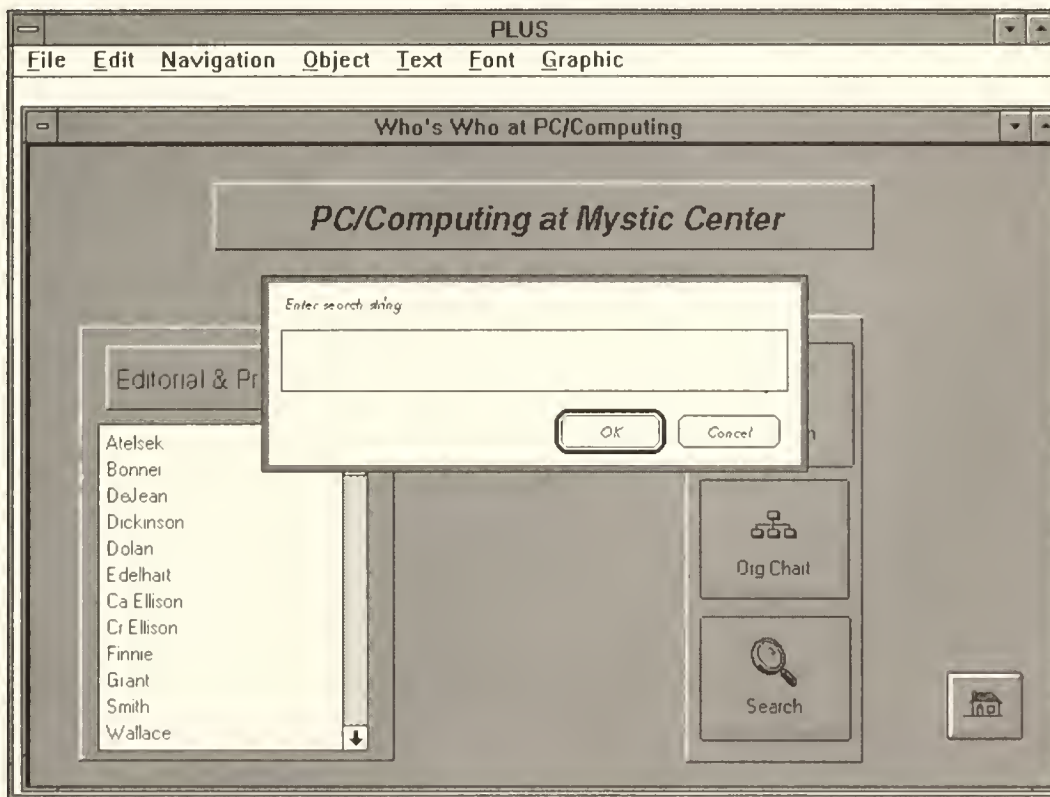 PLUS
File Edit Navigation Object Text Font Graphic
Who's Who at PC/Computing
PC/Computing at Mystic Center
Enter search string
OK Cancel
Editorial & Pr
Atelsek
Bonner
DeJean
Dickinson
Dolan
Edelhart
Ca Ellison
Cr Ellison
Finnie
Grant
Smith
Wallace
Org Chart
Search